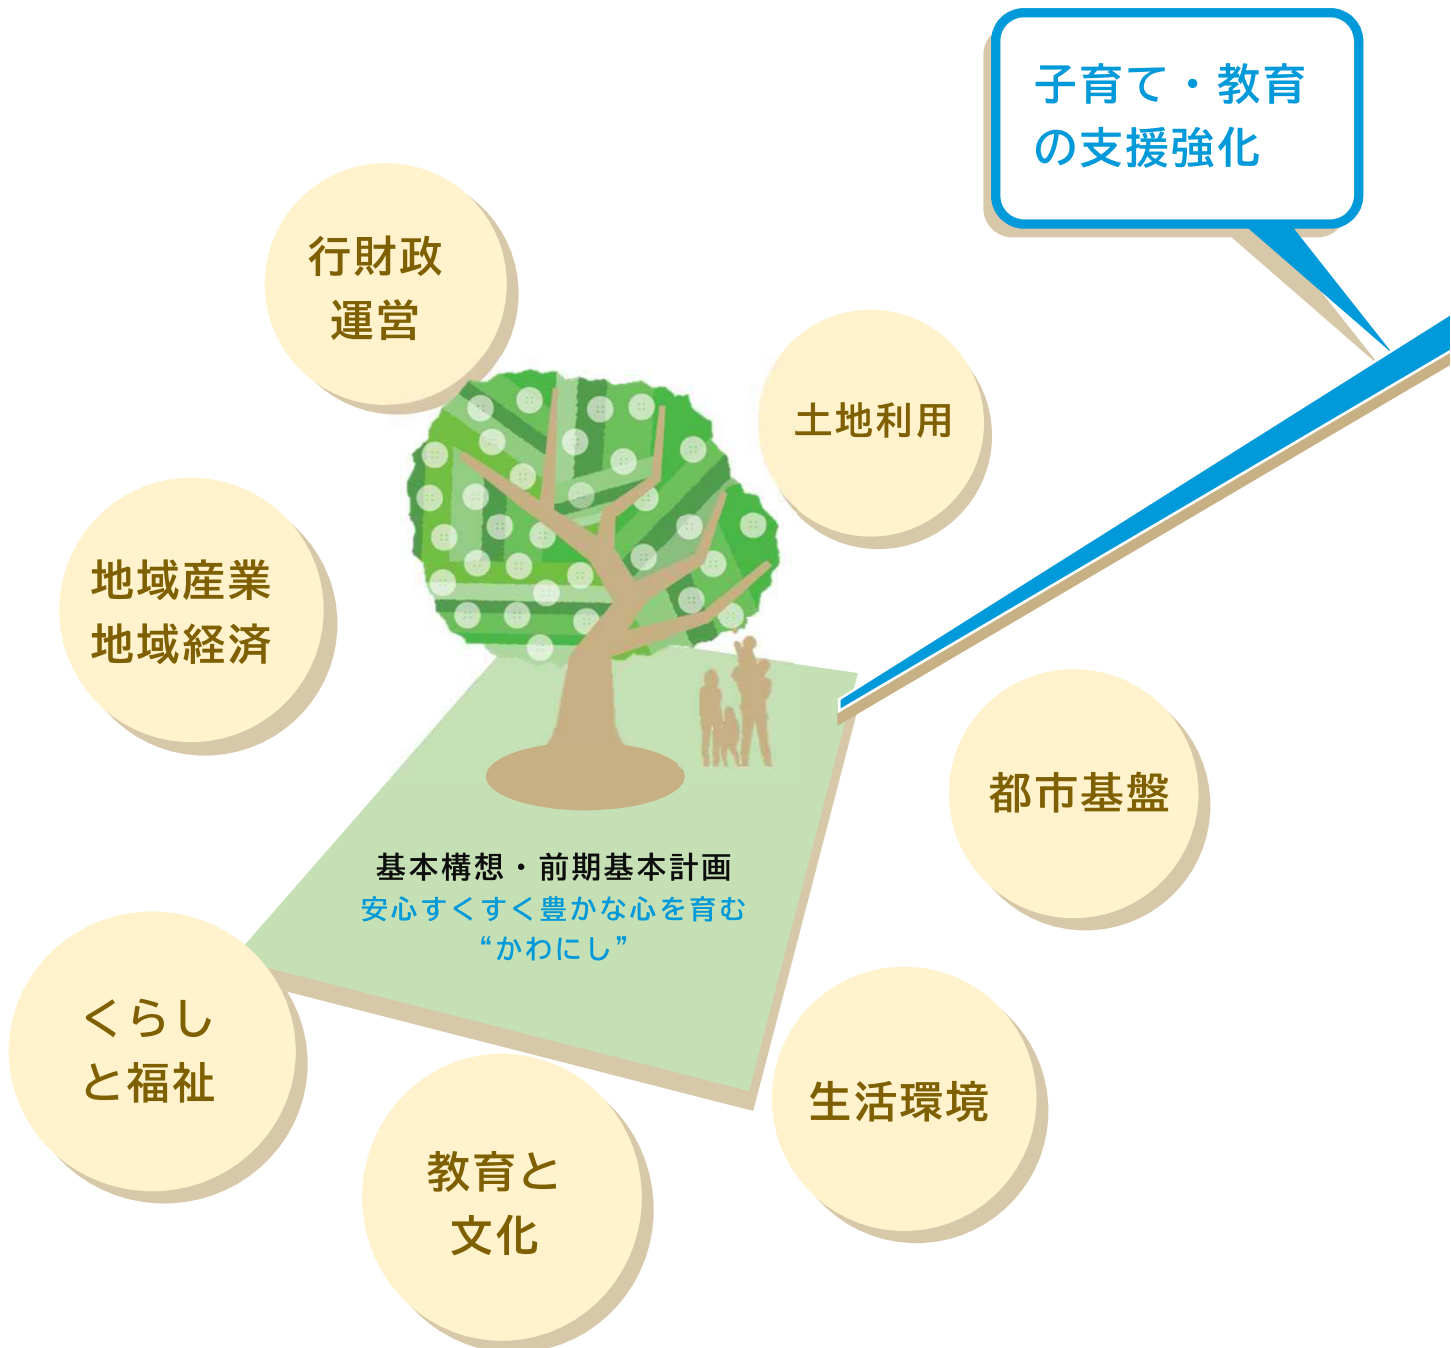 子育て・教育
の支援強化
行財政
運営
土地利用
地域産業
地域経済
都市基盤
基本構想・前期基本計画
安心すくすく豊かな心を育む
“かわにし”
くらし
と福祉
生活環境
教育と
文化